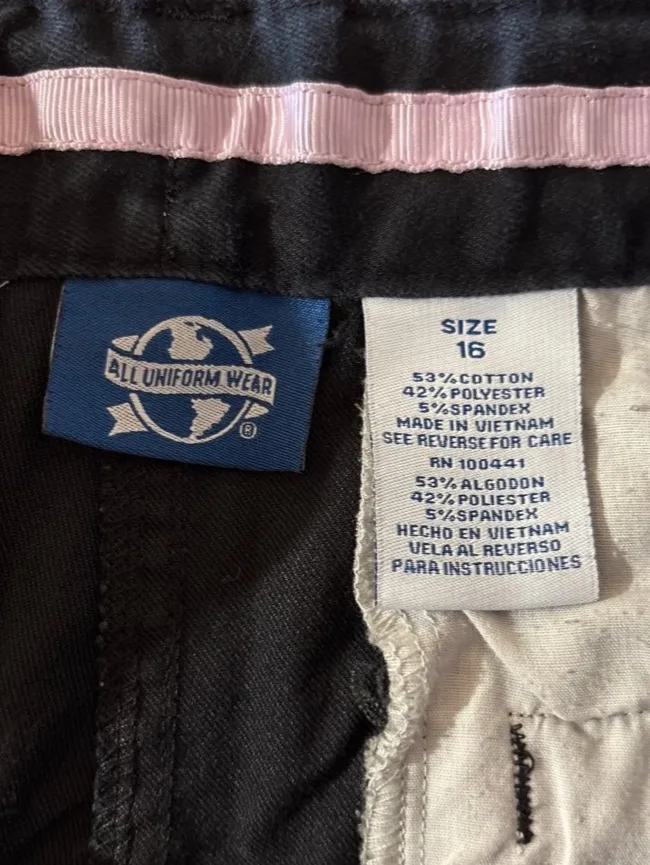 ALL UNIFORM WEAR
®
SIZE
16
53%COTTON
42%POLYESTER
5%SPANDEX
MADE IN VIETNAM
SEE REVERSE FOR CARE
RN 100441
53%ALGODON
42%POLIESTER
5%SPANDEX
HECHO EN VIETNAM
VELA AL REVERSO
PARA INSTRUCCIONES